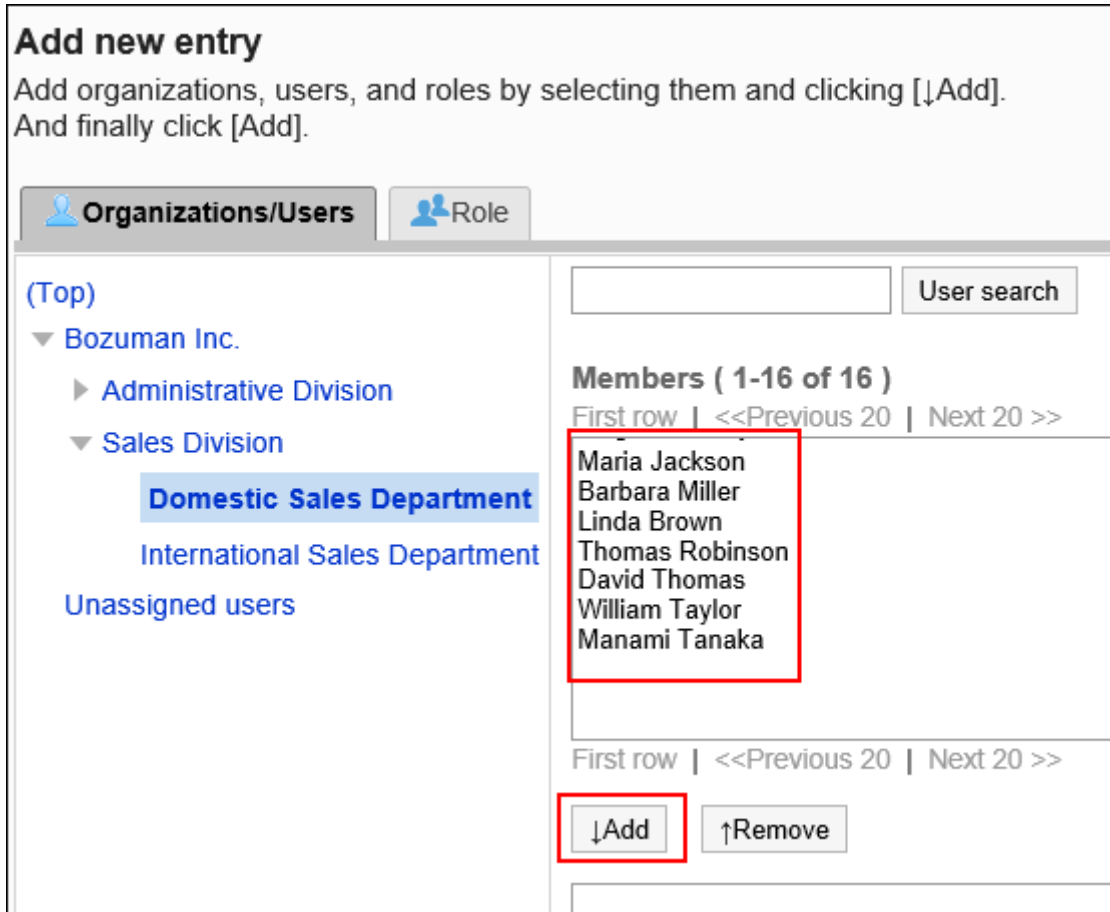 Add new entry
Add organizations, users, and roles by selecting them and clicking [↓Add].
And finally click [Add].
Organizations/Users
Role
(Top)
Bozuman Inc.
Administrative Division
Sales Division
Domestic Sales Department
International Sales Department
Unassigned users
User search
Members ( 1-16 of 16 )
First row | <<Previous 20 | Next 20 >>
Maria Jackson
Barbara Miller
Linda Brown
Thomas Robinson
David Thomas
William Taylor
Manami Tanaka
First row | <<Previous 20 | Next 20 >>
↓Add
↑Remove